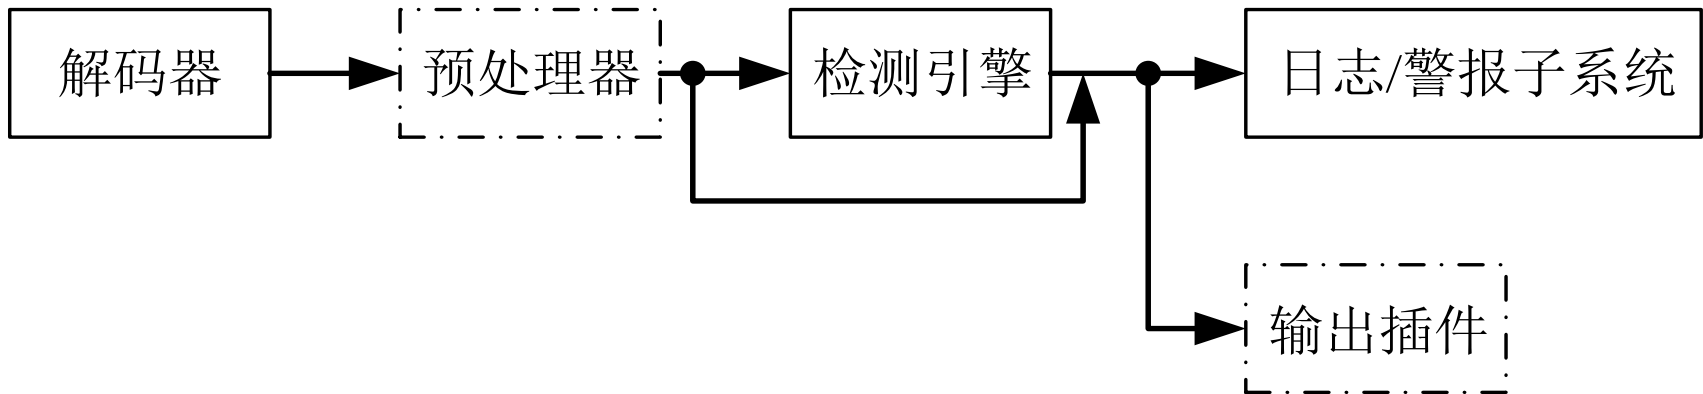 解码器
预处理器
检测引擎
日志/警报子系统
输出插件